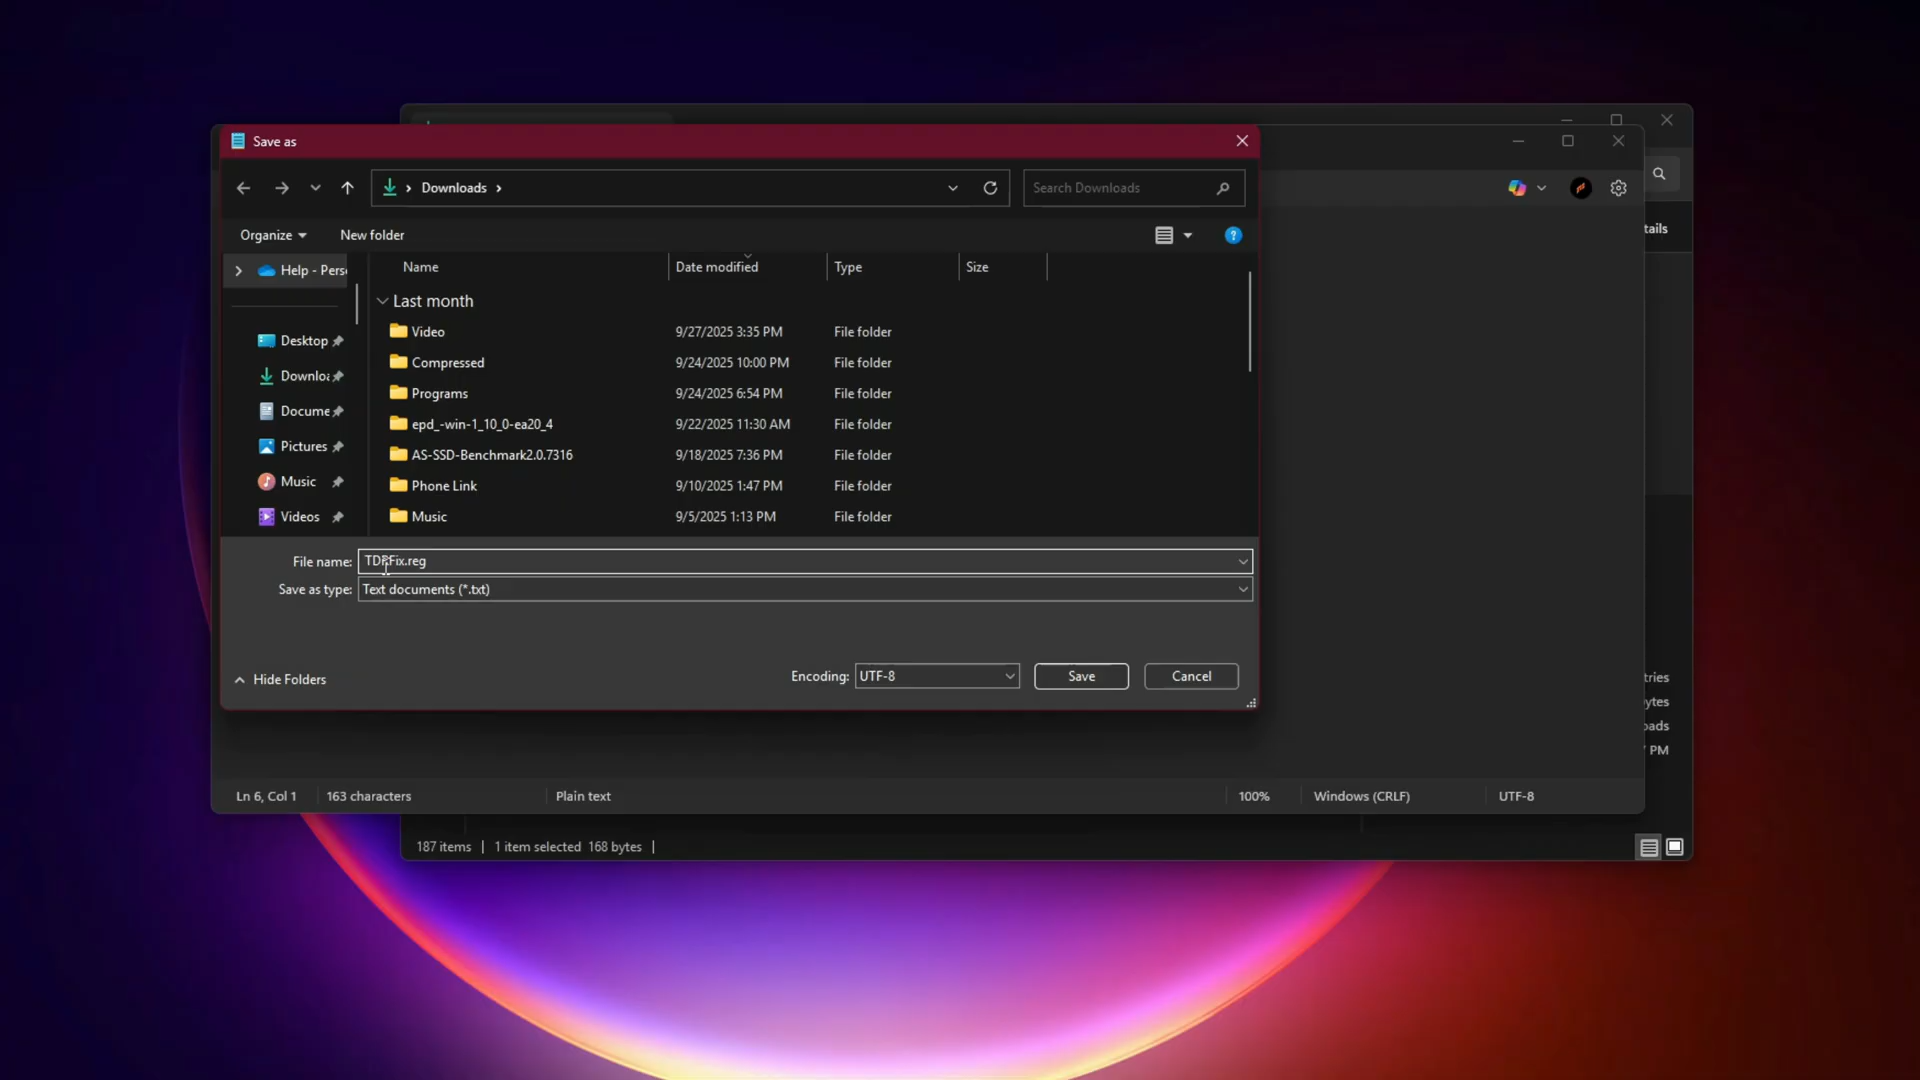 Save as
Downloads
Search Downloads
Organize
New folder
tails
Help - Pers
Name
Date modified
Type
Size
Last month
Video 9/27/2025 3:35 PM File folder
Compressed 9/24/2025 10:00 PM File folder
Programs 9/24/2025 6:54 PM File folder
epd_-win-1_10_0-ea20_4 9/22/2025 11:30 AM File folder
AS-SSD-Benchmark2.0.7316 9/18/2025 7:36 PM File folder
Phone Link 9/10/2025 1:47 PM File folder
Music 9/5/2025 1:13 PM File folder
Desktop
Downloa
Docume
Pictures
Music
Videos
File name:
Save as type: Text documents (*.txt)
Hide Folders
Encoding: UTF-8
Save
Cancel
tries
ytes
oads
PM
Ln 6, Col 1
163 characters
Plain text
100%
Windows (CRLF)
UTF-8
187 items
1 item selected 168 bytes